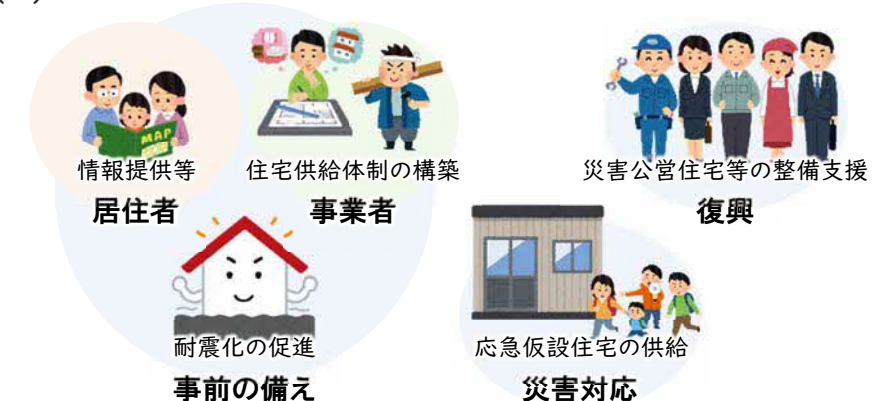 MAP
情報提供等
居住者
住宅供給体制の構築
事業者
災害公営住宅等の整備支援
復興
耐震化の促進
事前の備え
応急仮設住宅の供給
災害対応